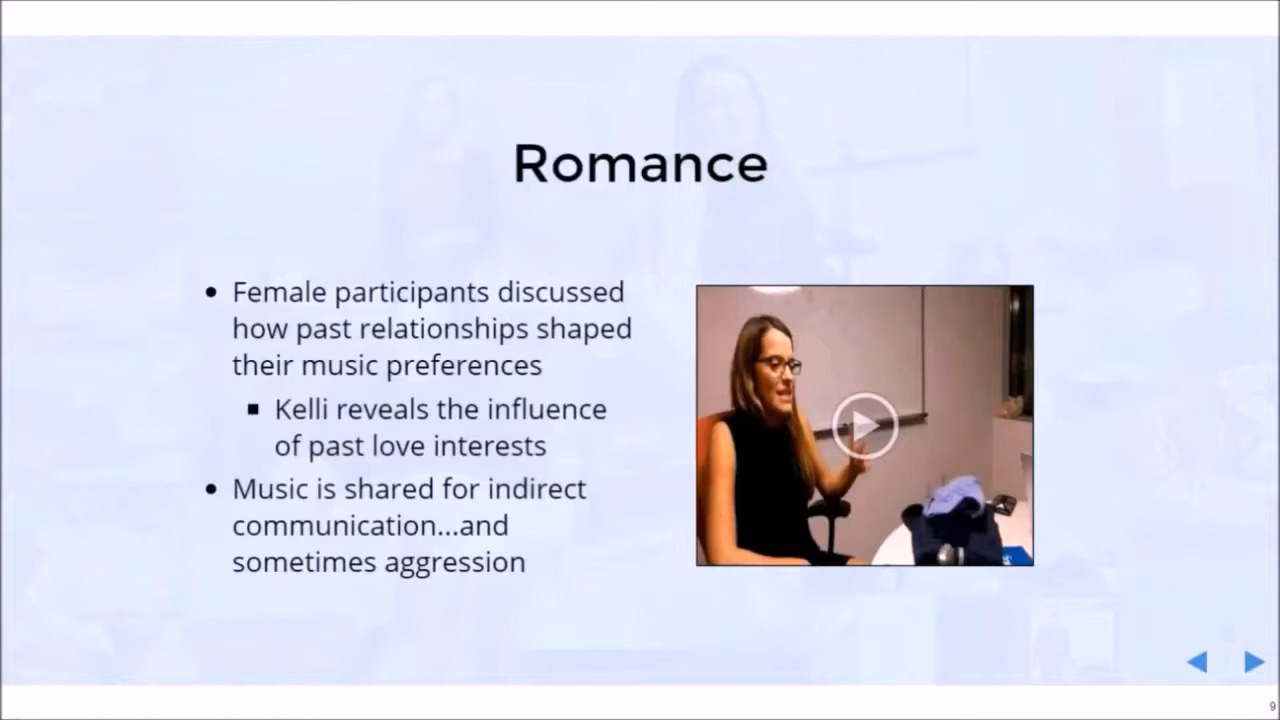 Romance
Female participants discussed
how past relationships shaped
their music preferences
Kelli reveals the influence
of past love interests
Music is shared for indirect
communication...and
sometimes aggression
9